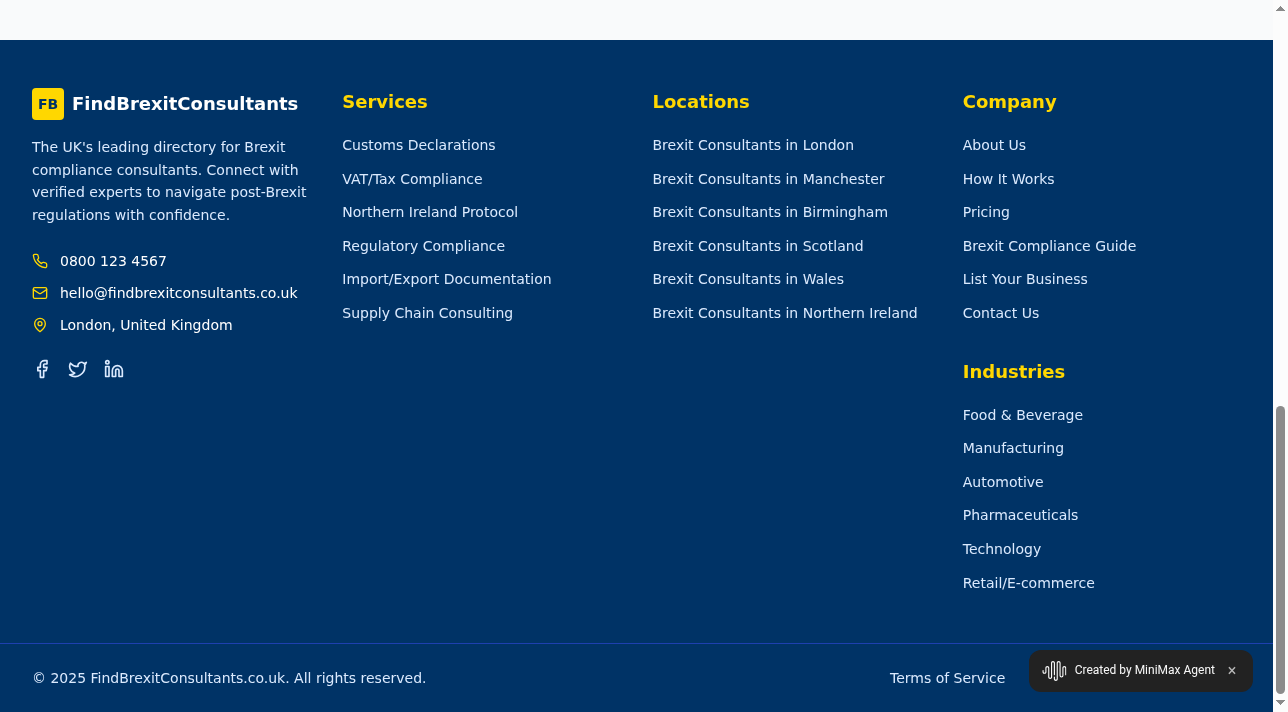 FB FindBrexitConsultants
The UK's leading directory for Brexit
compliance consultants. Connect with
verified experts to navigate post-Brexit
regulations with confidence.
0800 123 4567
hello@findbrexitconsultants.co.uk
London, United Kingdom
Services
Customs Declarations
VAT/Tax Compliance
Northern Ireland Protocol
Regulatory Compliance
Import/Export Documentation
Supply Chain Consulting
Locations
Brexit Consultants in London
Brexit Consultants in Manchester
Brexit Consultants in Birmingham
Brexit Consultants in Scotland
Brexit Consultants in Wales
Brexit Consultants in Northern Ireland
Company
About Us
How It Works
Pricing
Brexit Compliance Guide
List Your Business
Contact Us
Industries
Food & Beverage
Manufacturing
Automotive
Pharmaceuticals
Technology
Retail/E-commerce
© 2025 FindBrexitConsultants.co.uk. All rights reserved.
Terms of Service
Created by MiniMax Agent